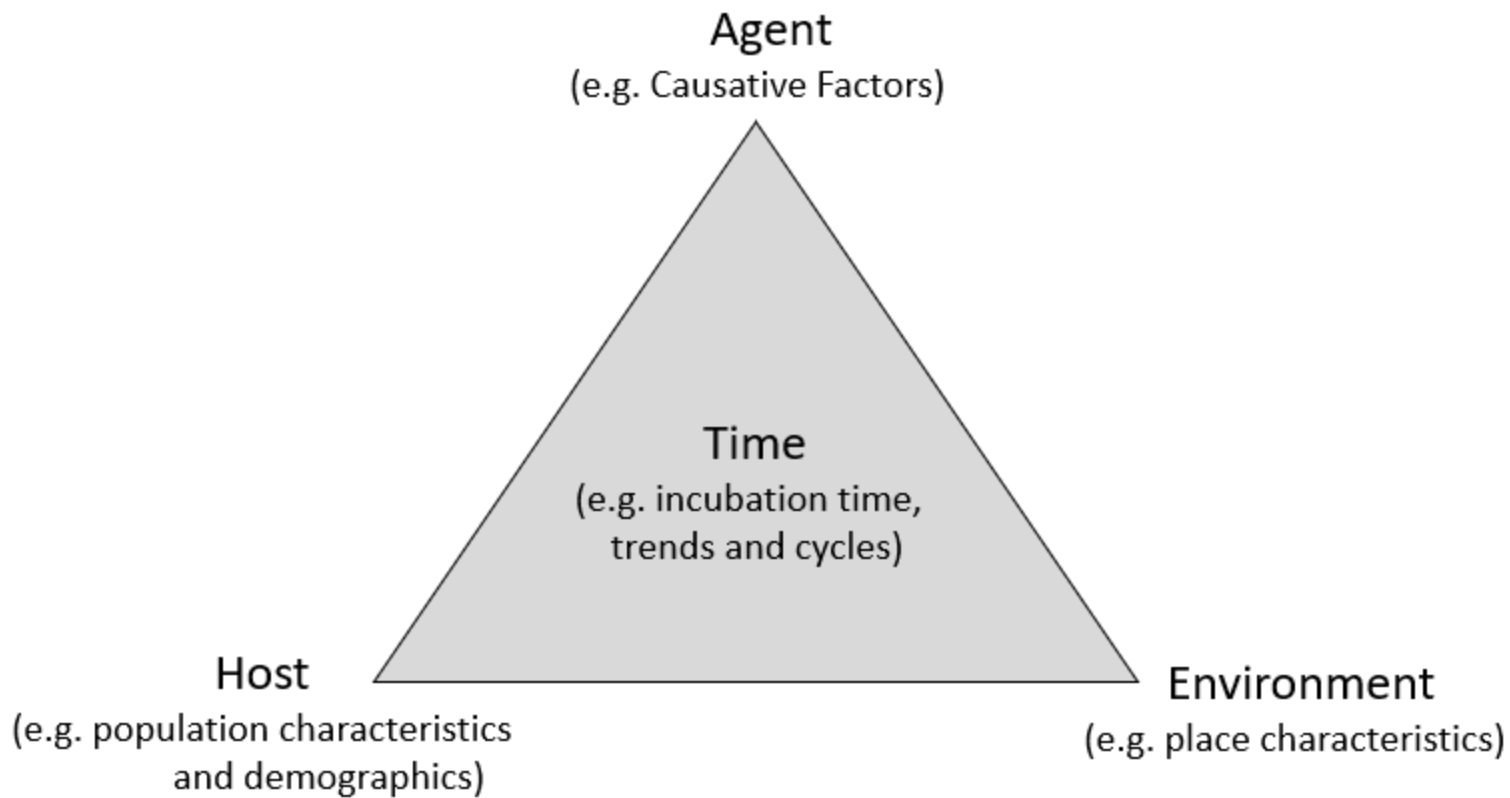 Agent
(e.g. Causative Factors)
Time
(e.g. incubation time,
trends and cycles)
Host
(e.g. population characteristics
and demographics)
Environment
(e.g. place characteristics)